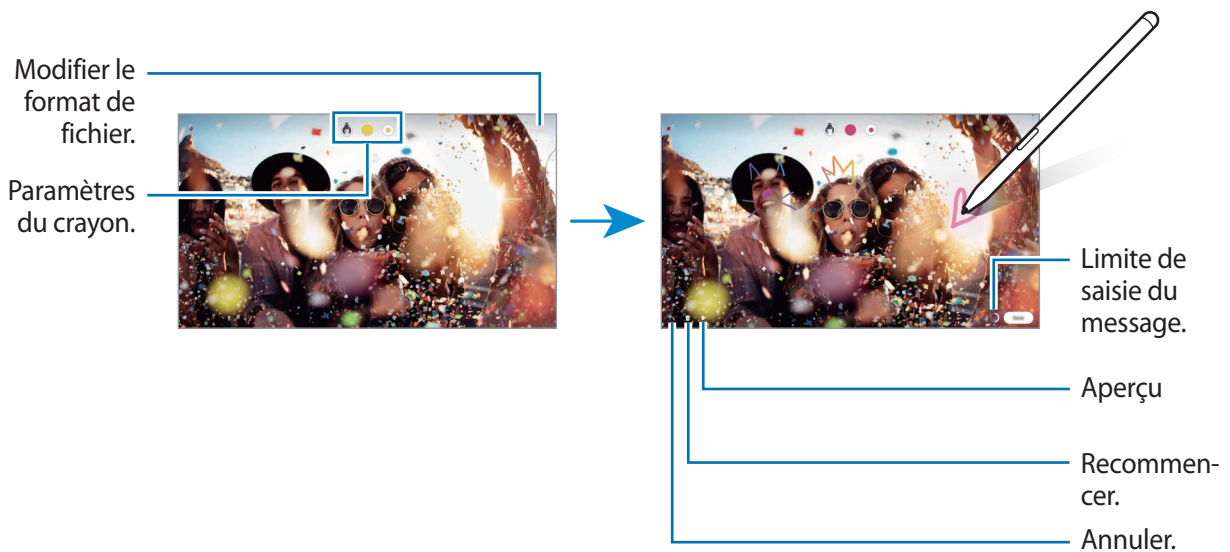 Modifier le
format de
fichier.
Paramètres
du crayon.
Limite de
saisie du
message.
Aperçu
Recommen-
cer.
Annuler.